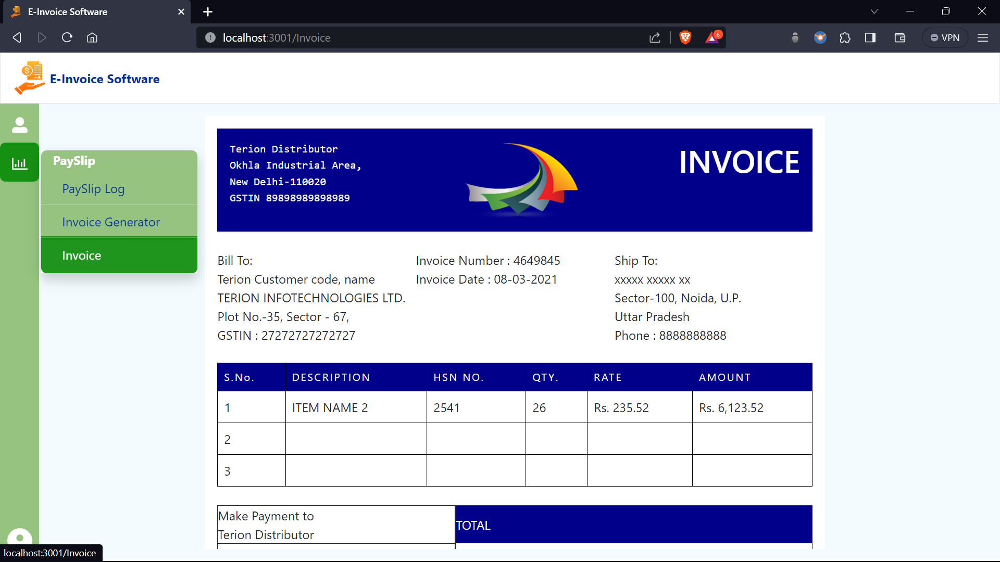 E-Invoice Software
localhost:3001/Invoice
6
VPN
E-Invoice Software
PaySlip
PaySlip Log
Invoice Generator
Invoice
Terion Distributor
Okhla Industrial Area,
New Delhi-110020
GSTIN 89898989898989
INVOICE
Bill To:
Terion Customer code, name
TERION INFOTECHNOLOGIES LTD.
Plot No.-35, Sector - 67,
GSTIN : 27272727272727
Invoice Number : 4649845
Invoice Date : 08-03-2021
Ship To:
xxxxx xxxxx xx
Sector-100, Noida, U.P.
Uttar Pradesh
Phone : 8888888888
S.No. DESCRIPTION HSN NO. QTY. RATE AMOUNT
1 ITEM NAME 2 2541 26 Rs. 235.52 Rs. 6,123.52
2
3
Make Payment to
Terion Distributor
TOTAL
localhost:3001/Invoice